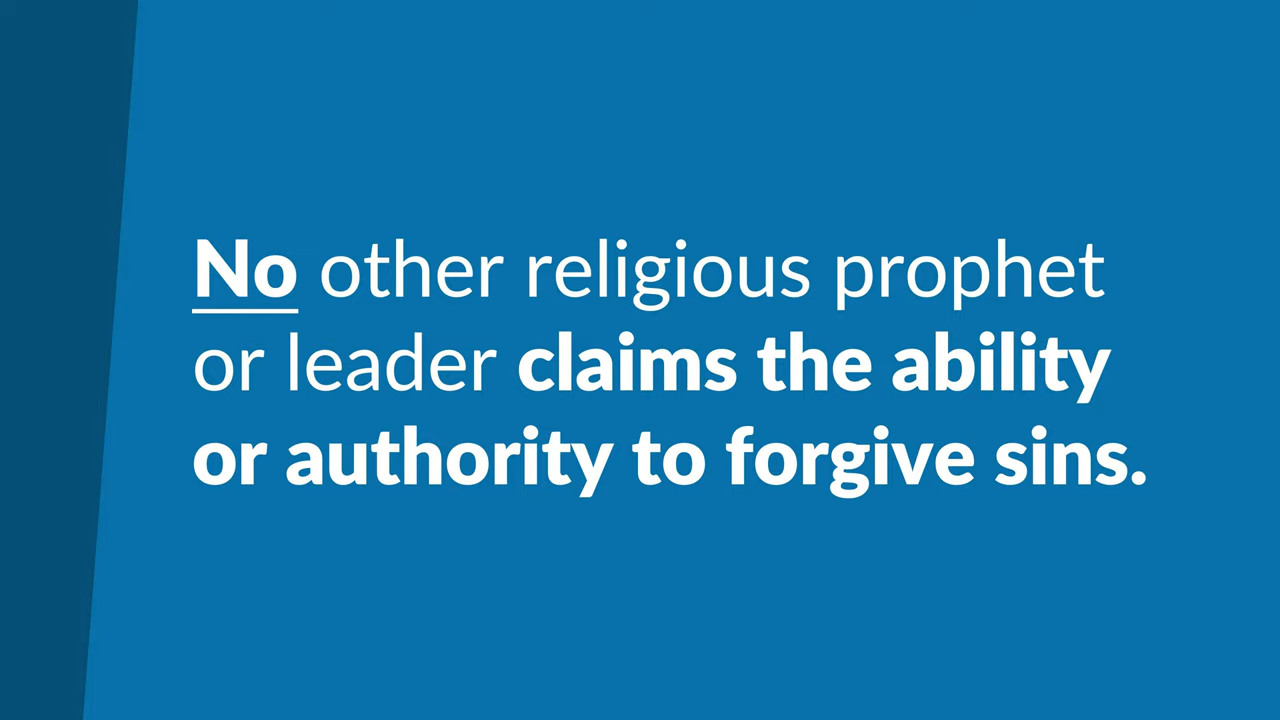 No other religious prophet
or leader claims the ability
or authority to forgive sins.